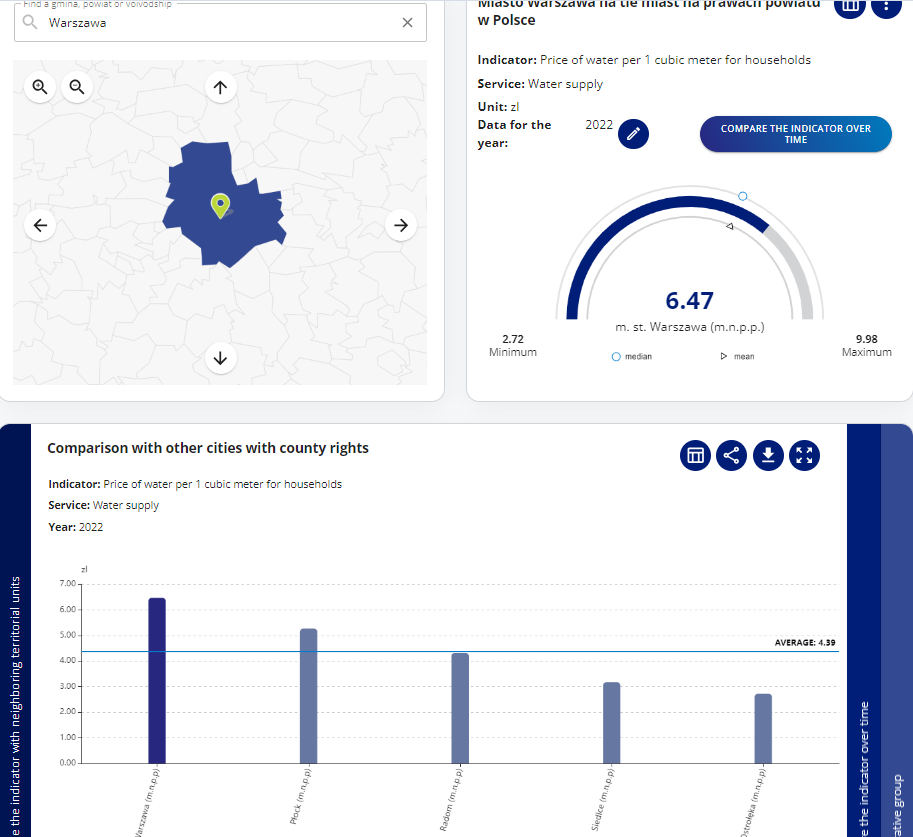 Find a gmina, powiat or voivodship
Warszawa
Miasto Warszawa na tle miast na prawach powiatu
w Polsce
Indicator: Price of water per 1 cubic meter for households
Service: Water supply
Unit: zl
Data for the
year:
2022
COMPARE THE INDICATOR OVER
TIME
6.47
m. st. Warszawa (m.n.p.p.)
2.72
Minimum
9.98
Maximum
median
mean
Comparison with other cities with county rights
Indicator: Price of water per 1 cubic meter for households
Service: Water supply
Year: 2022
zl
7.00
6.00
5.00
4.00
3.00
2.00
1.00
0.00
AVERAGE: 4.39
Warszawa (m.n.p.p)
Płock (m.n.p.p)
Radom (m.n.p.p)
Siedlce (m.n.p.p)
Ostrołęka (m.n.p.p)
e the indicator with neighboring territorial units
e the indicator over time
ative group